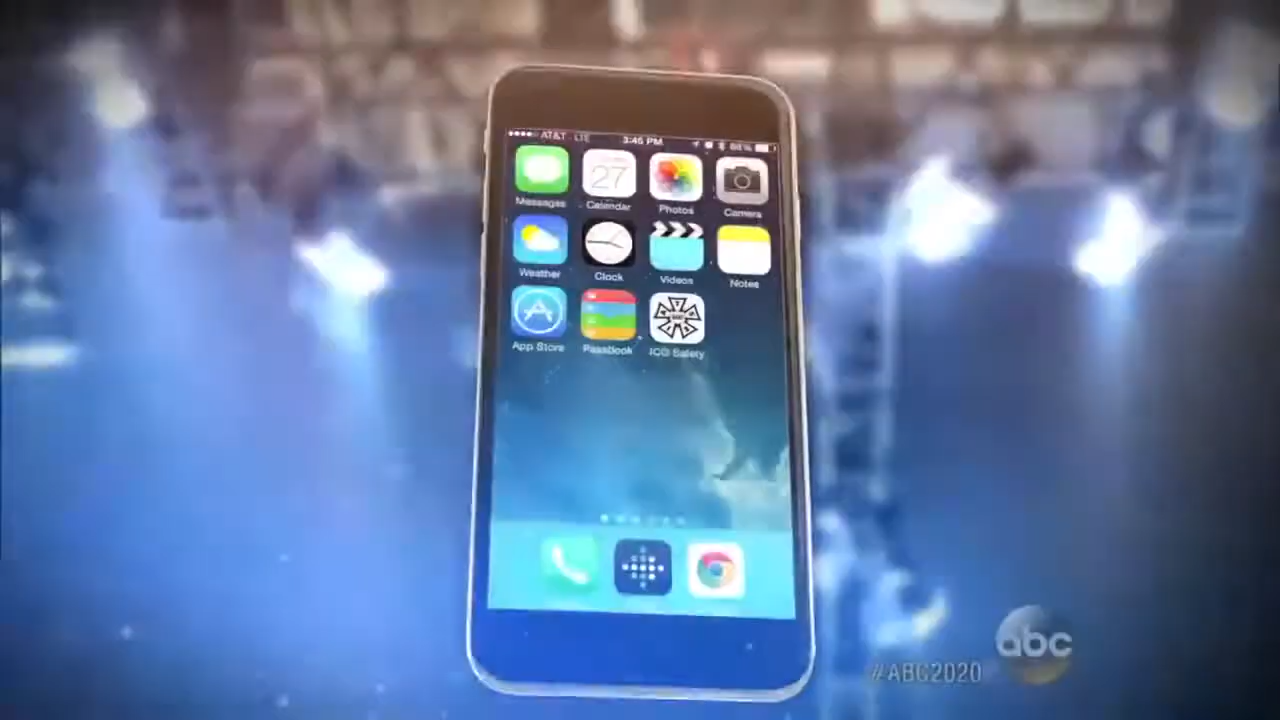 AT&T LTE 3:45 PM 86%
Messages Calendar Photos Camera
27
Weather Clock Videos Notes
App Store PassBook ICG Safety
abc
#ABC2020